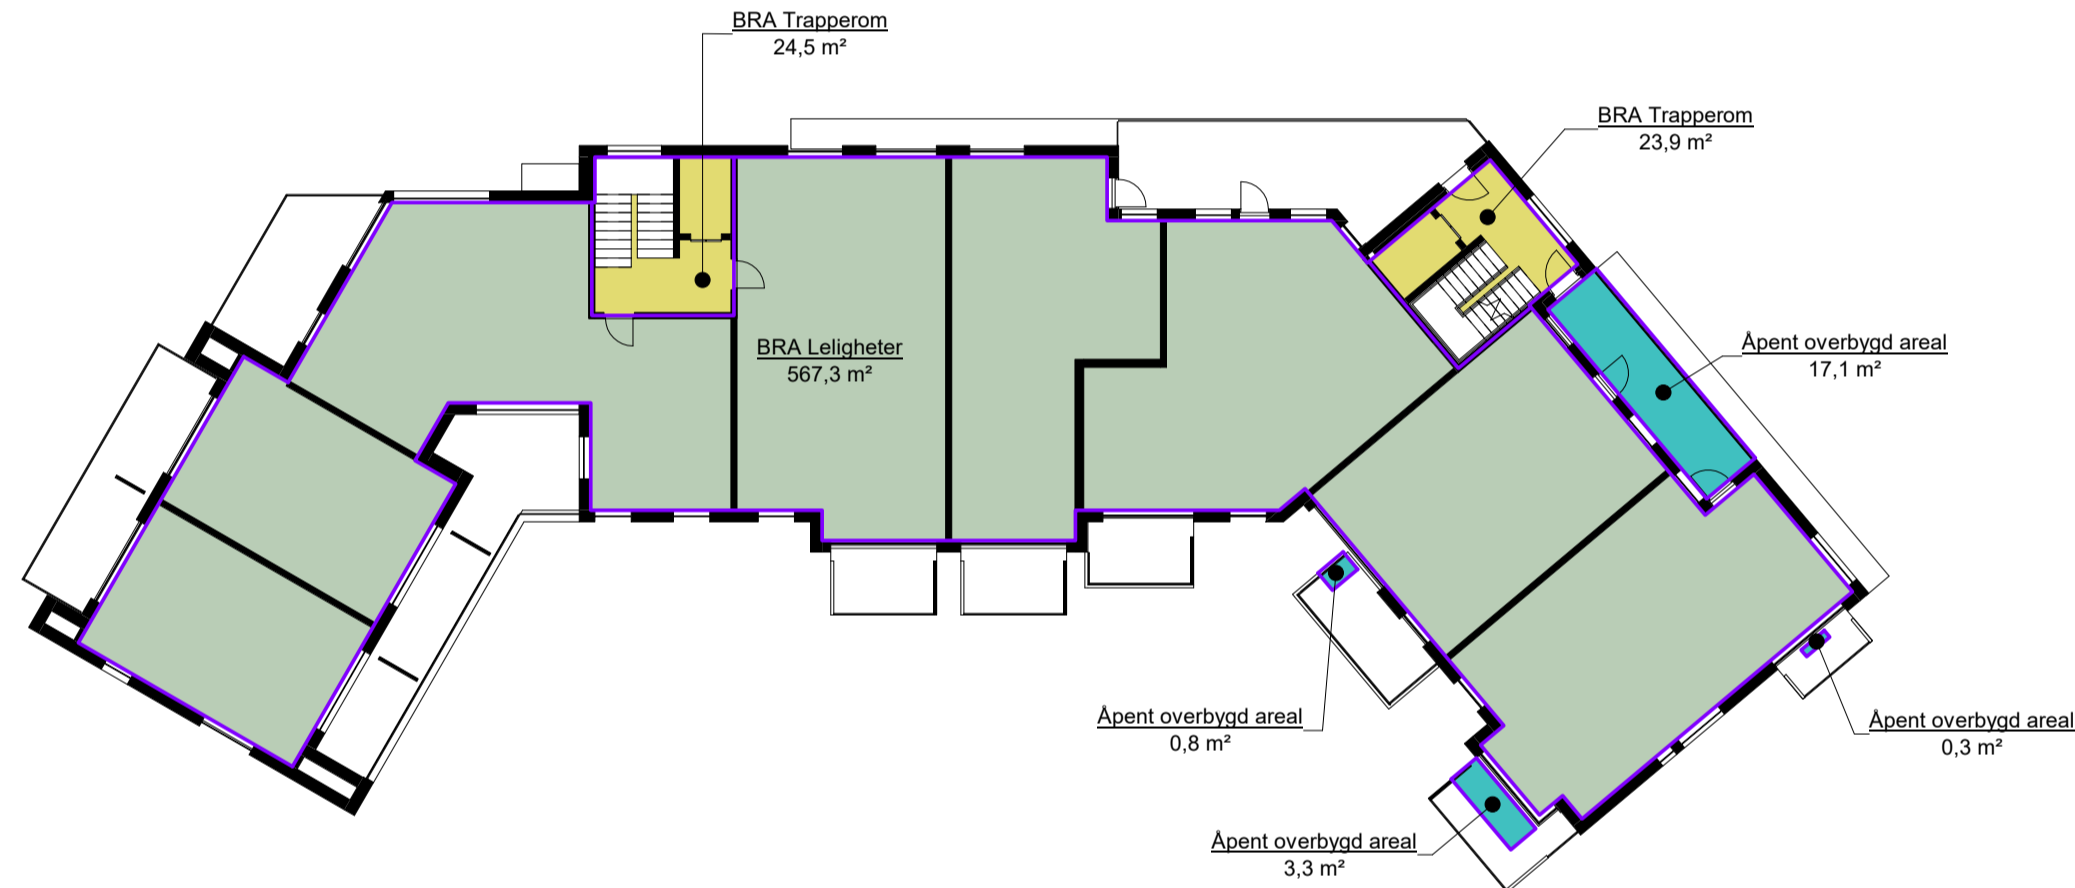 BRA Trapperom
24,5 m²
BRA Trapperom
23,9 m²
BRA Leligheter
567,3 m²
Åpent overbygd areal
17,1 m²
Åpent overbygd areal
0,8 m²
Åpent overbygd areal
0,3 m²
Åpent overbygd areal
3,3 m²